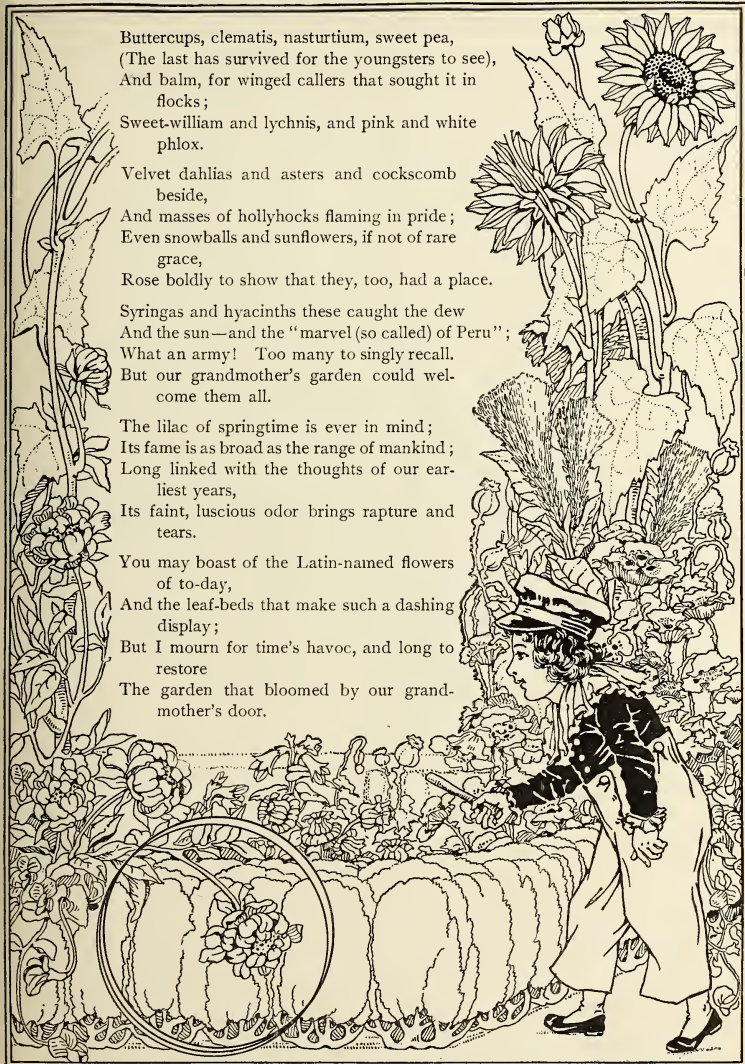 Buttercups, clematis, nasturtium, sweet pea,
(The last has survived for the youngsters to see),
And balm, for winged callers that sought it in
flocks;
Sweet-william and lychnis, and pink and white
phlox.
Velvet dahlias and asters and cockscomb
beside,
And masses of hollyhocks flaming in pride;
Even snowballs and sunflowers, if not of rare
grace,
Rose boldly to show that they, too, had a place.
Syringas and hyacinths these caught the dew
And the sun—and the "marvel (so called) of Peru";
What an army! Too many to singly recall.
But our grandmother's garden could wel-
come them all.
The lilac of springtime is ever in mind;
Its fame is as broad as the range of mankind;
Long linked with the thoughts of our ear-
liest years,
Its faint, luscious odor brings rapture and
tears.
You may boast of the Latin-named flowers
of to-day,
And the leaf-beds that make such a dashing
display;
But I mourn for time's havoc, and long to
restore
The garden that bloomed by our grand-
mother's door.